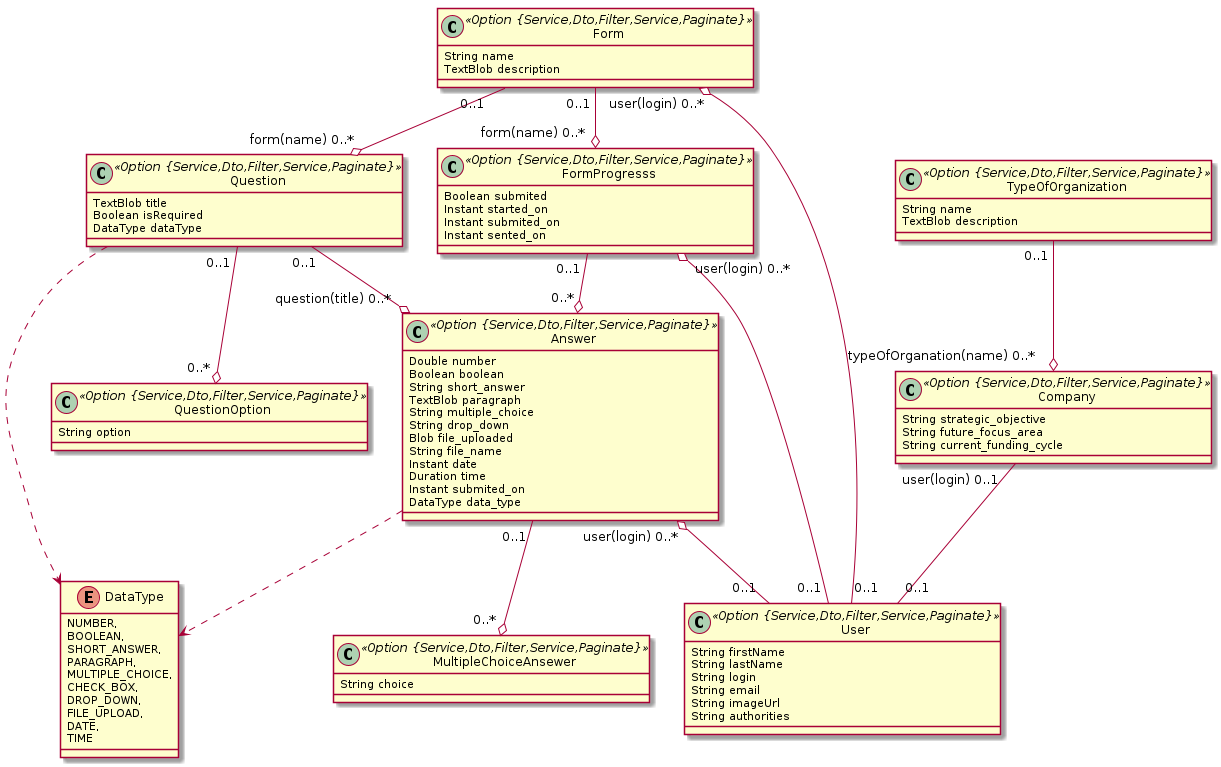 C
«Option {Service,Dto,Filter,Service,Paginate}»
Form
String name
TextBlob description
0..1
0..1
user(login) 0..*
form(name) 0..*
form(name) 0..*
C
«Option {Service,Dto,Filter,Service,Paginate}»
Question
TextBlob title
Boolean isRequired
DataType dataType
C
«Option {Service,Dto,Filter,Service,Paginate}»
FormProgresss
Boolean submited
Instant started_on
Instant submited_on
Instant sented_on
C
«Option {Service,Dto,Filter,Service,Paginate}»
TypeOfOrganization
String name
TextBlob description
0..1
0..1
0..1
user(login) 0..*
0..1
question(title) 0..*
0..*
C
«Option {Service,Dto,Filter,Service,Paginate}»
Answer
Double number
Boolean boolean
String short_answer
TextBlob paragraph
String multiple_choice
String drop_down
Blob file_uploaded
String file_name
Instant date
Duration time
Instant submited_on
DataType data_type
0..*
C
«Option {Service,Dto,Filter,Service,Paginate}»
QuestionOption
String option
typeOfOrganation(name) 0..*
C
«Option {Service,Dto,Filter,Service,Paginate}»
Company
String strategic_objective
String future_focus_area
String current_funding_cycle
user(login) 0..1
0..1
user(login) 0..*
0..1
0..1
0..1
0..1
E
DataType
NUMBER,
BOOLEAN,
SHORT_ANSWER,
PARAGRAPH,
MULTIPLE_CHOICE,
CHECK_BOX,
DROP_DOWN,
FILE_UPLOAD,
DATE,
TIME
0..*
C
«Option {Service,Dto,Filter,Service,Paginate}»
MultipleChoiceAnsewer
String choice
C
«Option {Service,Dto,Filter,Service,Paginate}»
User
String firstName
String lastName
String login
String email
String imageUrl
String authorities